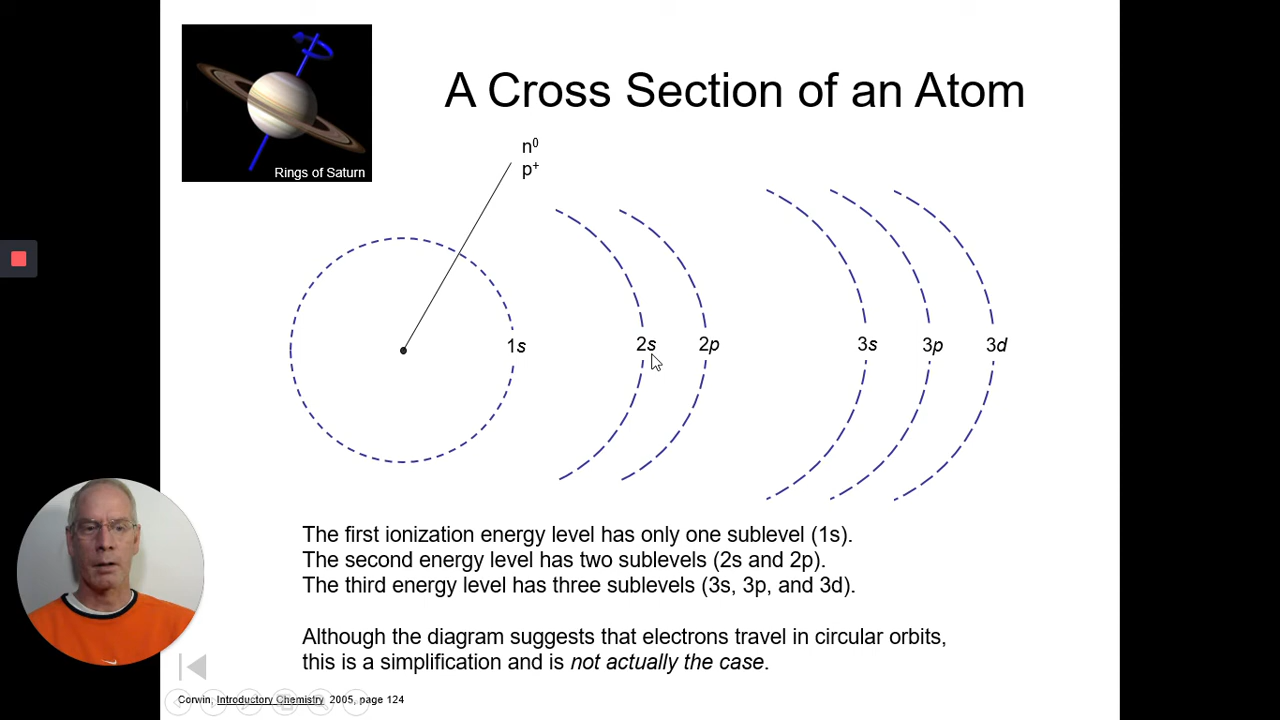 A Cross Section of an Atom
Rings of Saturn
n⁰
p⁺
1s
2s
2p
3s
3p
3d
The first ionization energy level has only one sublevel (1s).
The second energy level has two sublevels (2s and 2p).
The third energy level has three sublevels (3s, 3p, and 3d).
Although the diagram suggests that electrons travel in circular orbits,
this is a simplification and is not actually the case.
Corwin, Introductory Chemistry 2005, page 124